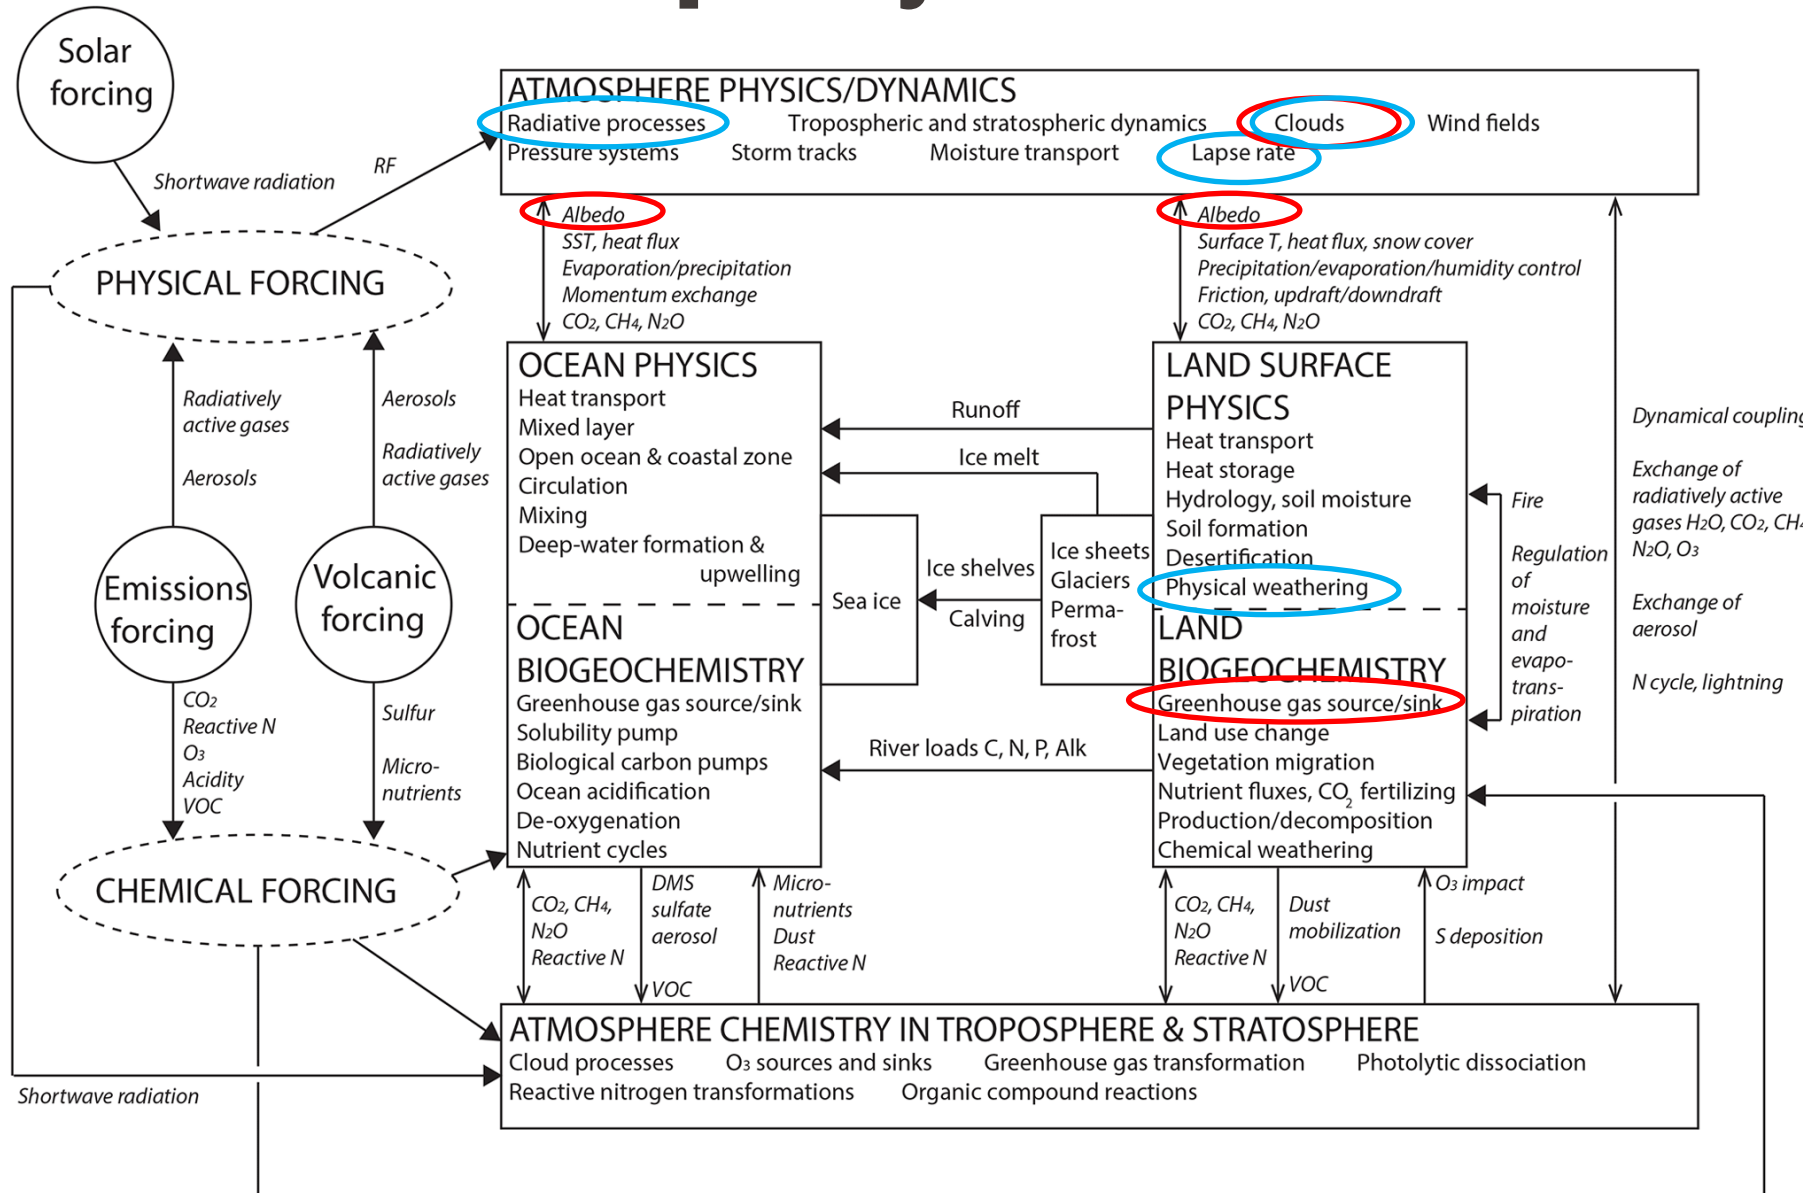 Solar
forcing
Shortwave radiation
RF
PHYSICAL FORCING
Radiatively
active gases
Aerosols
Aerosols
Radiatively
active gases
Emissions
forcing
Volcanic
forcing
CO2
Reactive N
O3
Acidity
VOC
Sulfur
Micro-
nutrients
CHEMICAL FORCING
Shortwave radiation
ATMOSPHERE PHYSICS/DYNAMICS
Radiative processes Tropospheric and stratospheric dynamics Clouds Wind fields
Pressure systems Storm tracks Moisture transport Lapse rate
Albedo
SST, heat flux
Evaporation/precipitation
Momentum exchange
CO2, CH4, N2O
Albedo
Surface T, heat flux, snow cover
Precipitation/evaporation/humidity control
Friction, updraft/downdraft
CO2, CH4, N2O
OCEAN PHYSICS
Heat transport
Mixed layer
Open ocean & coastal zone
Circulation
Mixing
Deep-water formation &
upwelling
OCEAN
BIOGEOCHEMISTRY
Greenhouse gas source/sink
Solubility pump
Biological carbon pumps
Ocean acidification
De-oxygenation
Nutrient cycles
Runoff
Ice melt
Sea ice
Ice shelves
Calving
Ice sheets
Glaciers
Perma-
frost
River loads C, N, P, Alk
LAND SURFACE
PHYSICS
Heat transport
Heat storage
Hydrology, soil moisture
Soil formation
Desertification
Physical weathering
LAND
BIOGEOCHEMISTRY
Greenhouse gas source/sink
Land use change
Vegetation migration
Nutrient fluxes, CO2 fertilizing
Production/decomposition
Chemical weathering
Fire
Regulation
of
moisture
and
evapo-
trans-
piration
Dynamical coupling
Exchange of
radiatively active
gases H2O, CO2, CH4
N2O, O3
Exchange of
aerosol
N cycle, lightning
CO2, CH4,
N2O
Reactive N
DMS
sulfate
aerosol
VOC
Micro-
nutrients
Dust
Reactive N
CO2, CH4,
N2O
Reactive N
Dust
mobilization
VOC
O3 impact
S deposition
ATMOSPHERE CHEMISTRY IN TROPOSPHERE & STRATOSPHERE
Cloud processes O3 sources and sinks Greenhouse gas transformation Photolytic dissociation
Reactive nitrogen transformations Organic compound reactions